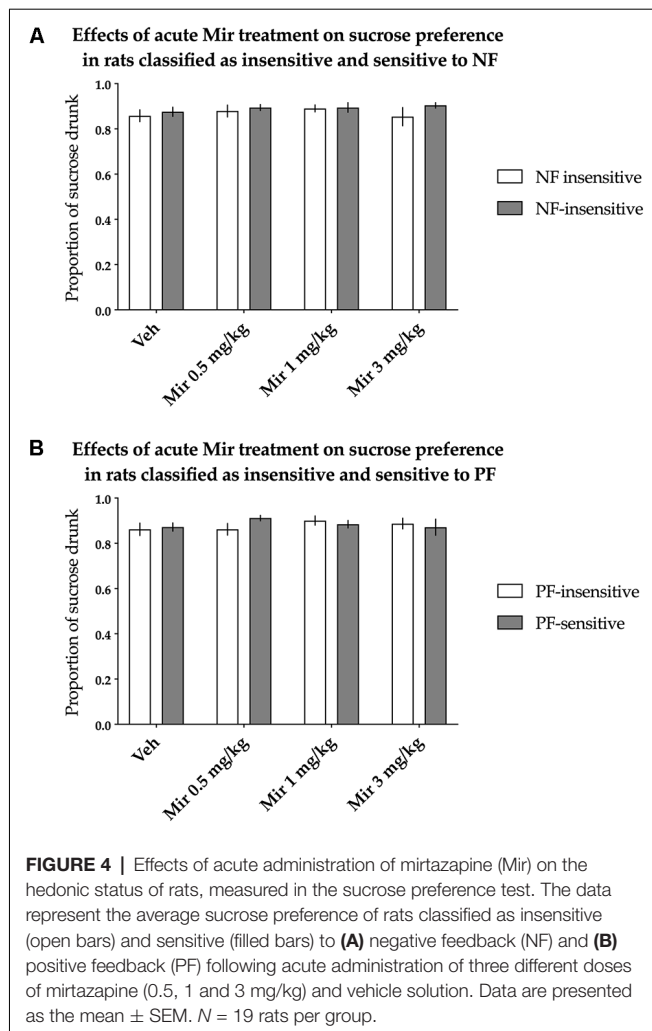 A Effects of acute Mir treatment on sucrose preference
in rats classified as insensitive and sensitive to NF
Proportion of sucrose drunk
1.0
0.8
0.6
0.4
0.2
0.0
Veh
Mir 0.5 mg/kg
Mir 1 mg/kg
Mir 3 mg/kg
NF insensitive
NF-insensitive
B Effects of acute Mir treatment on sucrose preference
in rats classified as insensitive and sensitive to PF
Proportion of sucrose drunk
1.0
0.8
0.6
0.4
0.2
0.0
Veh
Mir 0.5 mg/kg
Mir 1 mg/kg
Mir 3 mg/kg
PF-insensitive
PF-sensitive
FIGURE 4 | Effects of acute administration of mirtazapine (Mir) on the
hedonic status of rats, measured in the sucrose preference test. The data
represent the average sucrose preference of rats classified as insensitive
(open bars) and sensitive (filled bars) to (A) negative feedback (NF) and (B)
positive feedback (PF) following acute administration of three different doses
of mirtazapine (0.5, 1 and 3 mg/kg) and vehicle solution. Data are presented
as the mean ± SEM. N = 19 rats per group.